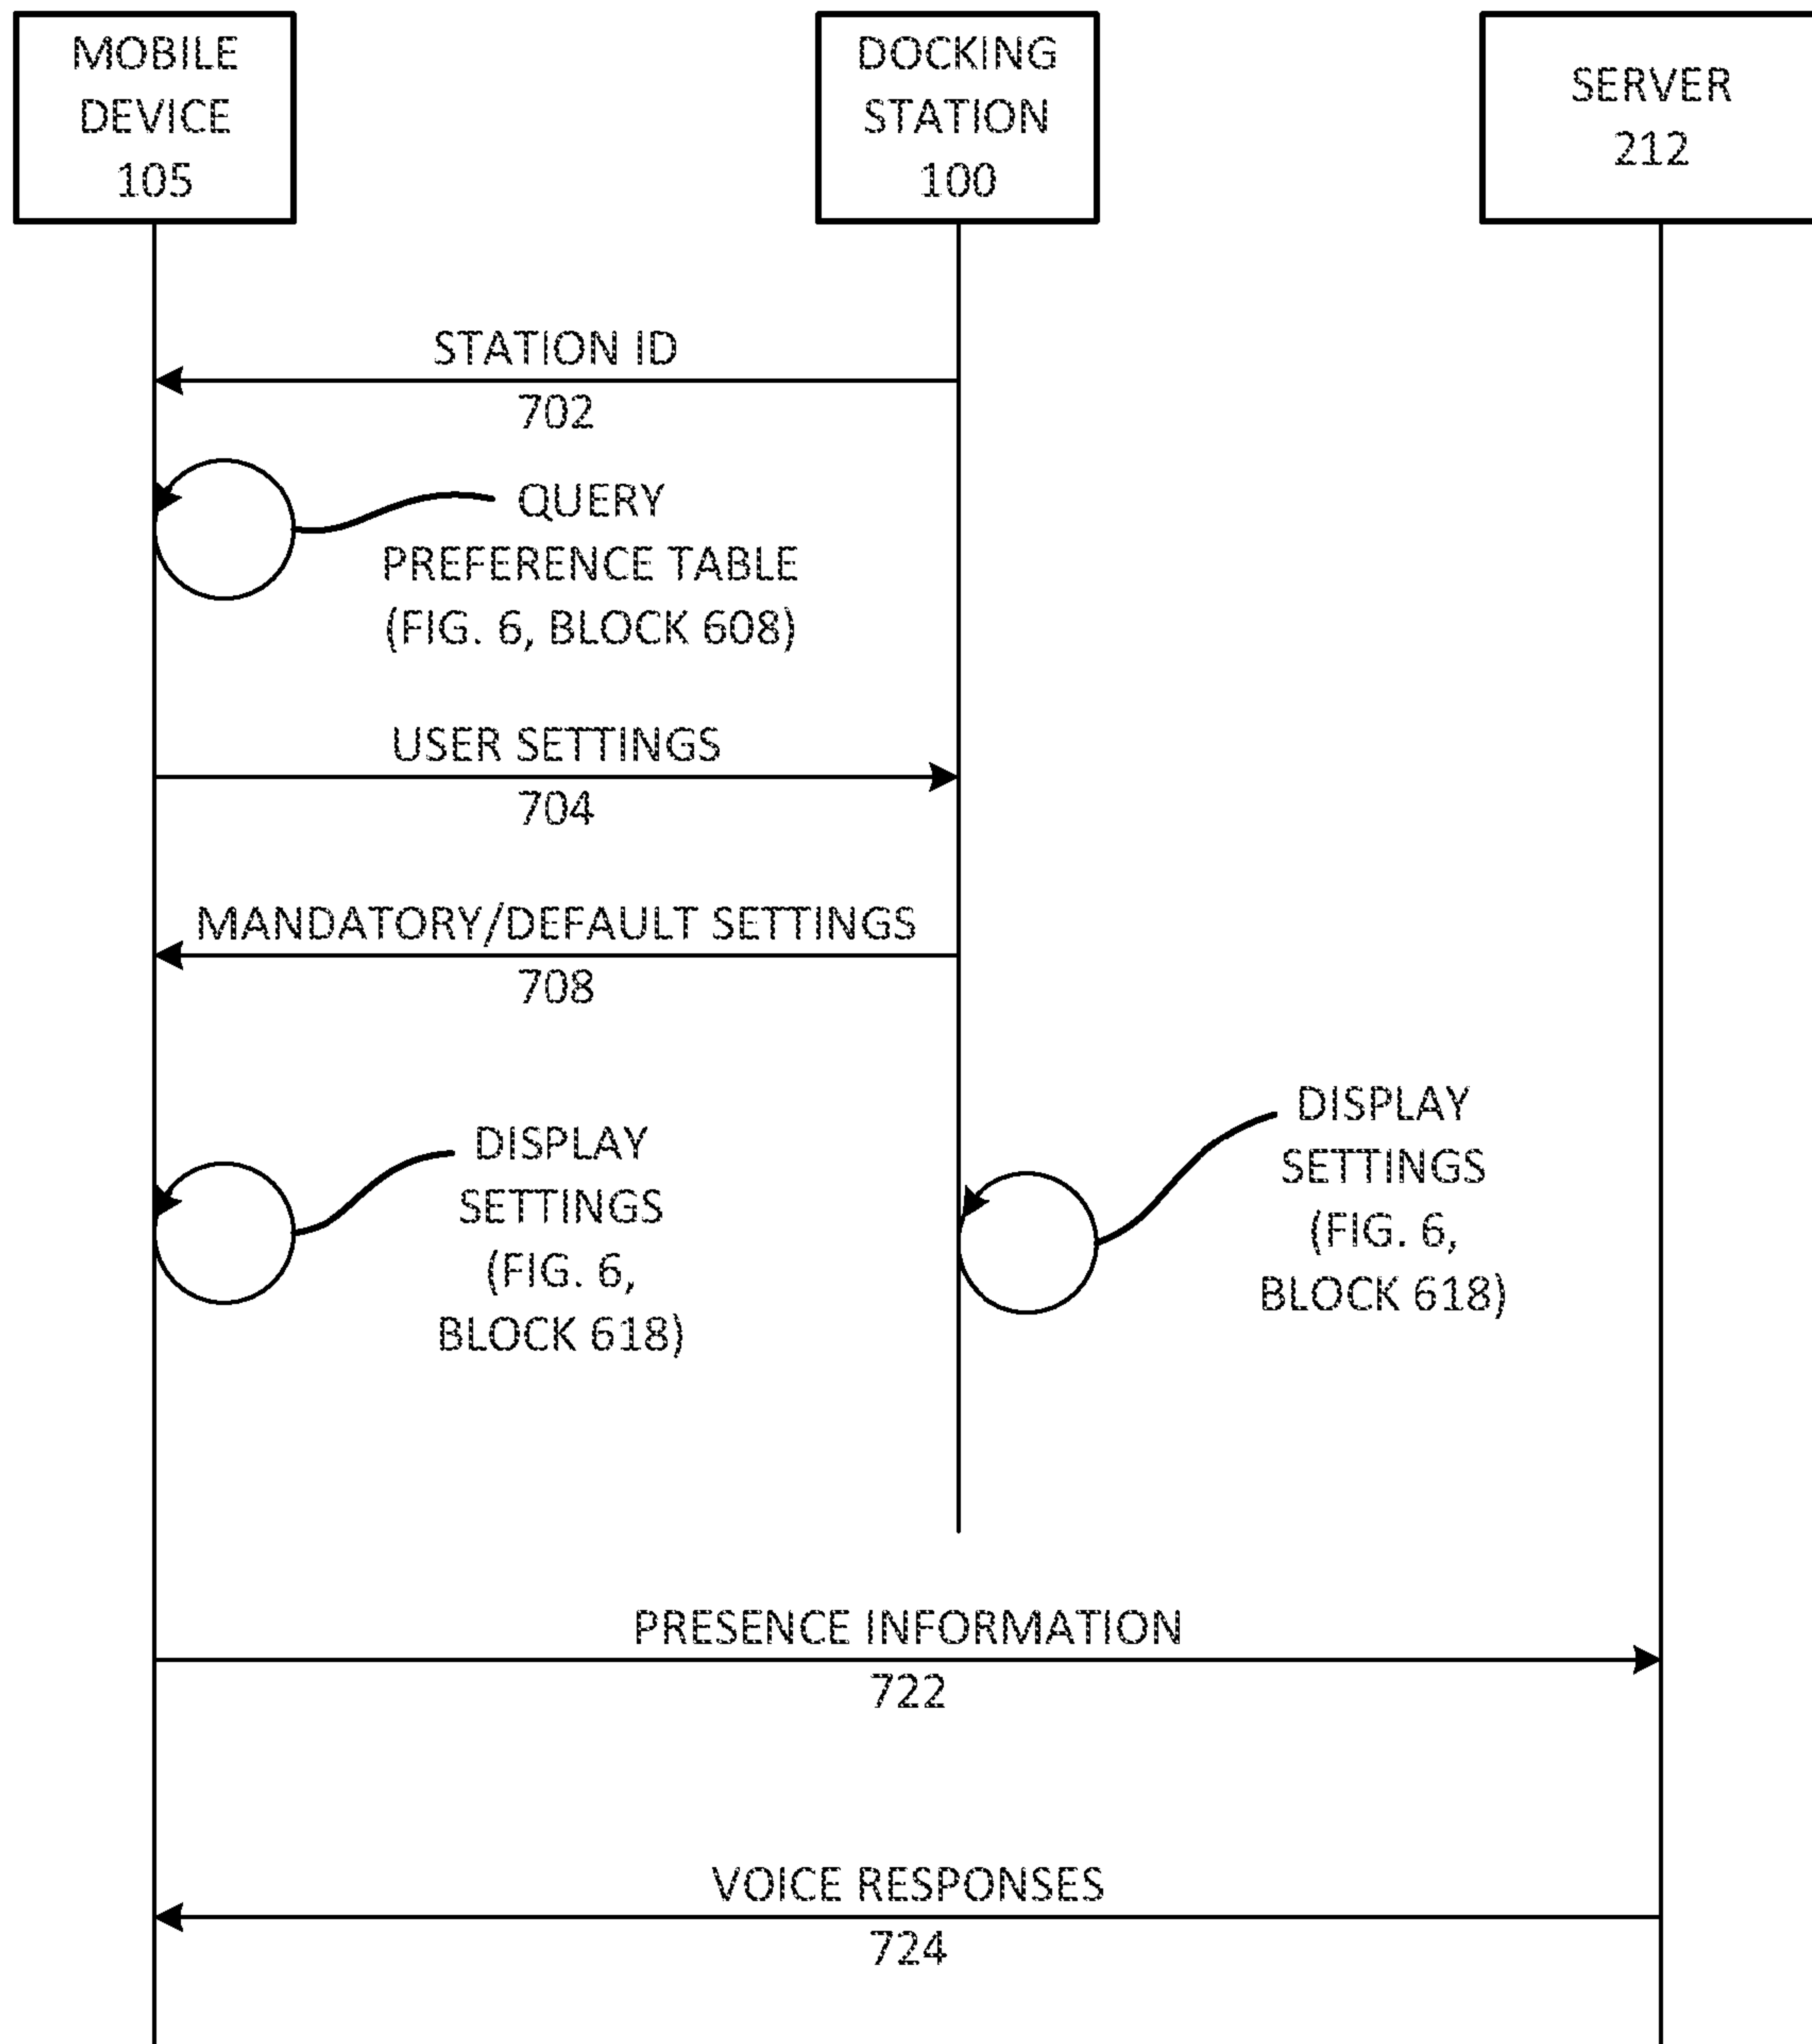 MOBILE
DEVICE
105
DOCKING
STATION
100
SERVER
212
STATION ID
702
QUERY
PREFERENCE TABLE
(FIG. 6, BLOCK 608)
USER SETTINGS
704
MANDATORY/DEFAULT SETTINGS
708
DISPLAY
SETTINGS
(FIG. 6,
BLOCK 618)
DISPLAY
SETTINGS
(FIG. 6,
BLOCK 618)
PRESENCE INFORMATION
722
VOICE RESPONSES
724